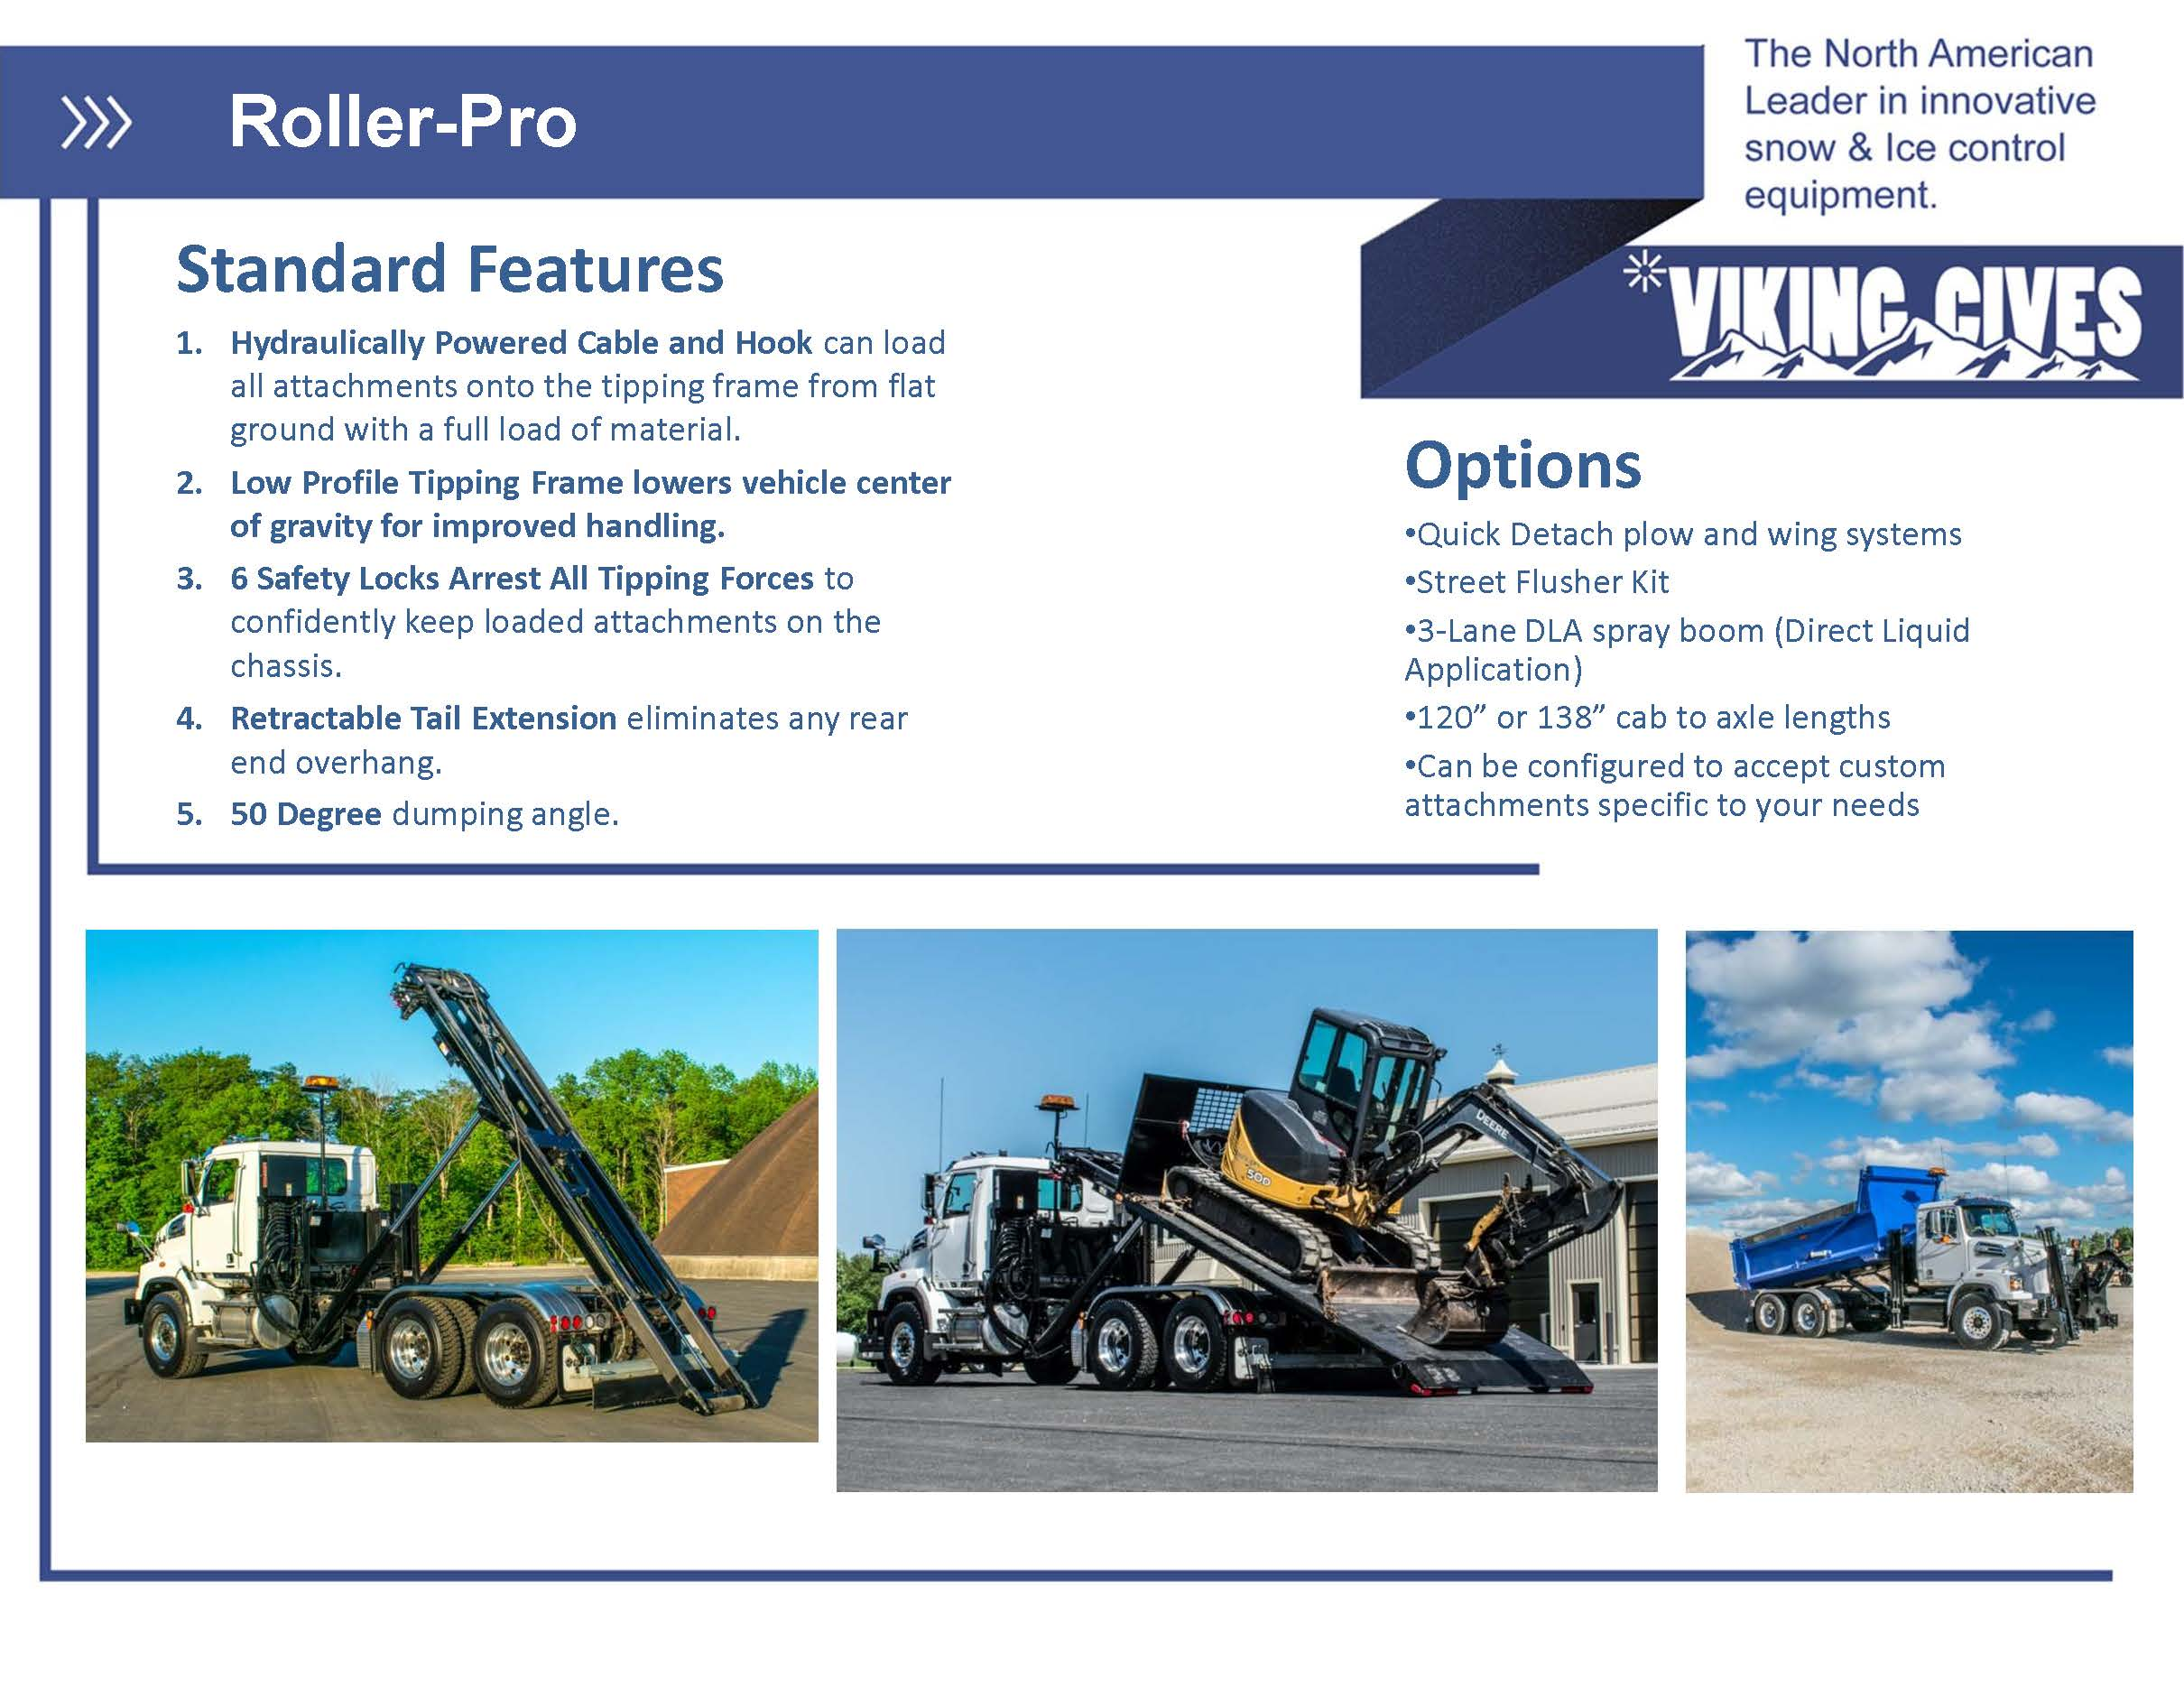 Roller-Pro
The North American
Leader in innovative
snow & Ice control
equipment.
VIKING CIVES
Standard Features
1. Hydraulically Powered Cable and Hook can load
all attachments onto the tipping frame from flat
ground with a full load of material.
2. Low Profile Tipping Frame lowers vehicle center
of gravity for improved handling.
3. 6 Safety Locks Arrest All Tipping Forces to
confidently keep loaded attachments on the
chassis.
4. Retractable Tail Extension eliminates any rear
end overhang.
5. 50 Degree dumping angle.
Options
•Quick Detach plow and wing systems
•Street Flusher Kit
•3-Lane DLA spray boom (Direct Liquid
Application)
•120” or 138” cab to axle lengths
•Can be configured to accept custom
attachments specific to your needs
DEERE
50D